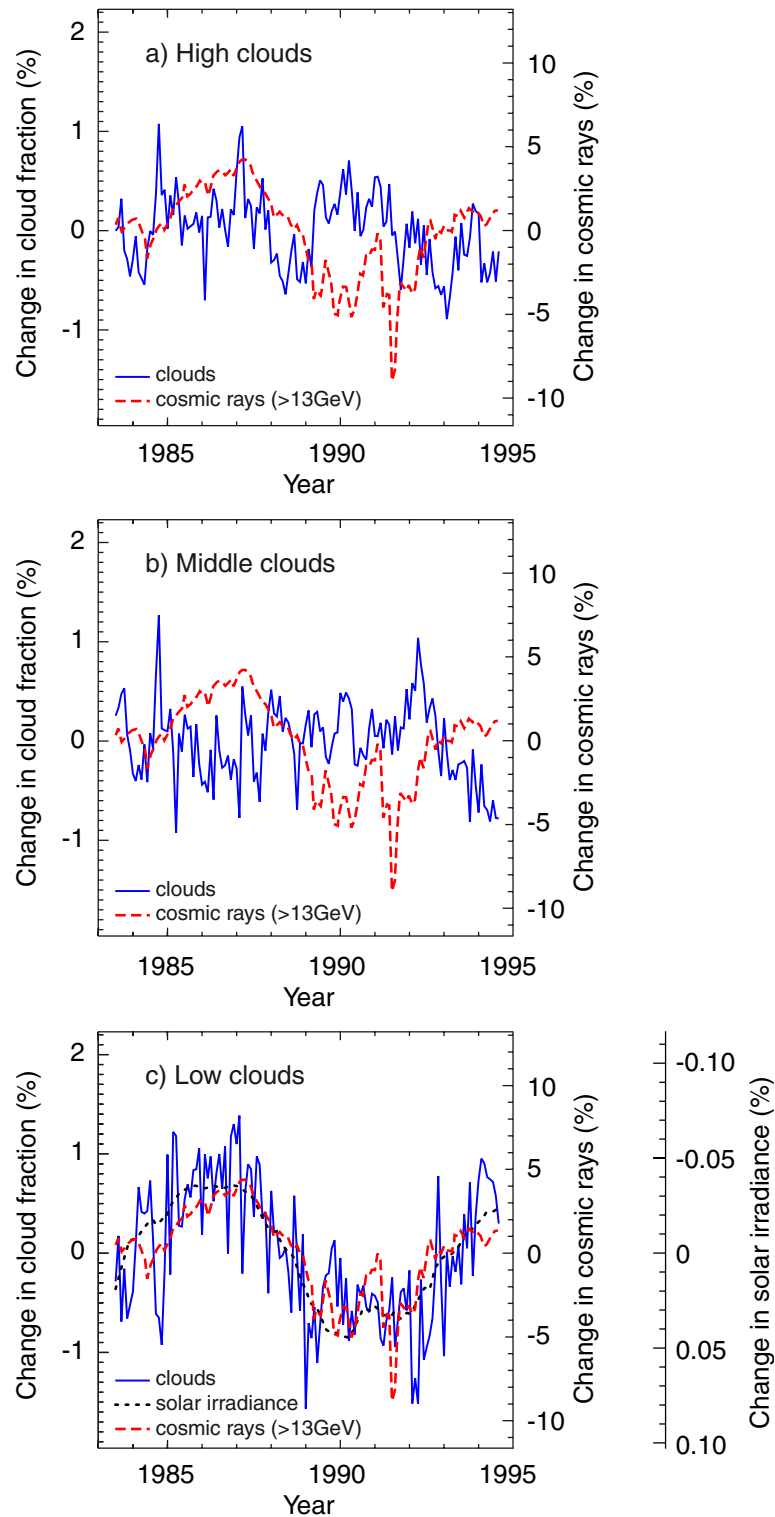 a) High clouds
Change in cloud fraction (%)
2
1
0
-1
Change in cosmic rays (%)
10
5
0
-5
-10
clouds
cosmic rays (>13GeV)
1985 1990 1995
Year
b) Middle clouds
Change in cloud fraction (%)
2
1
0
-1
Change in cosmic rays (%)
10
5
0
-5
-10
clouds
cosmic rays (>13GeV)
1985 1990 1995
Year
c) Low clouds
Change in cloud fraction (%)
2
1
0
-1
Change in cosmic rays (%)
10
5
0
-5
-10
Change in solar irradiance (%)
-0.10
-0.05
0
0.05
0.10
clouds
solar irradiance
cosmic rays (>13GeV)
1985 1990 1995
Year